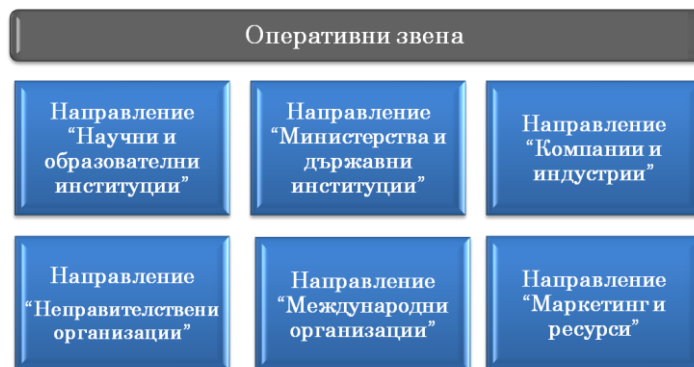 Оперативни звена
Направление
“Научни и
образователни
институции”
Направление
“Министерства и
държавни
институции”
Направление
“Компании и
индустрии”
Направление
“Неправителствени
организации”
Направление
“Международни
организации”
Направление
“Маркетинг и
ресурси”